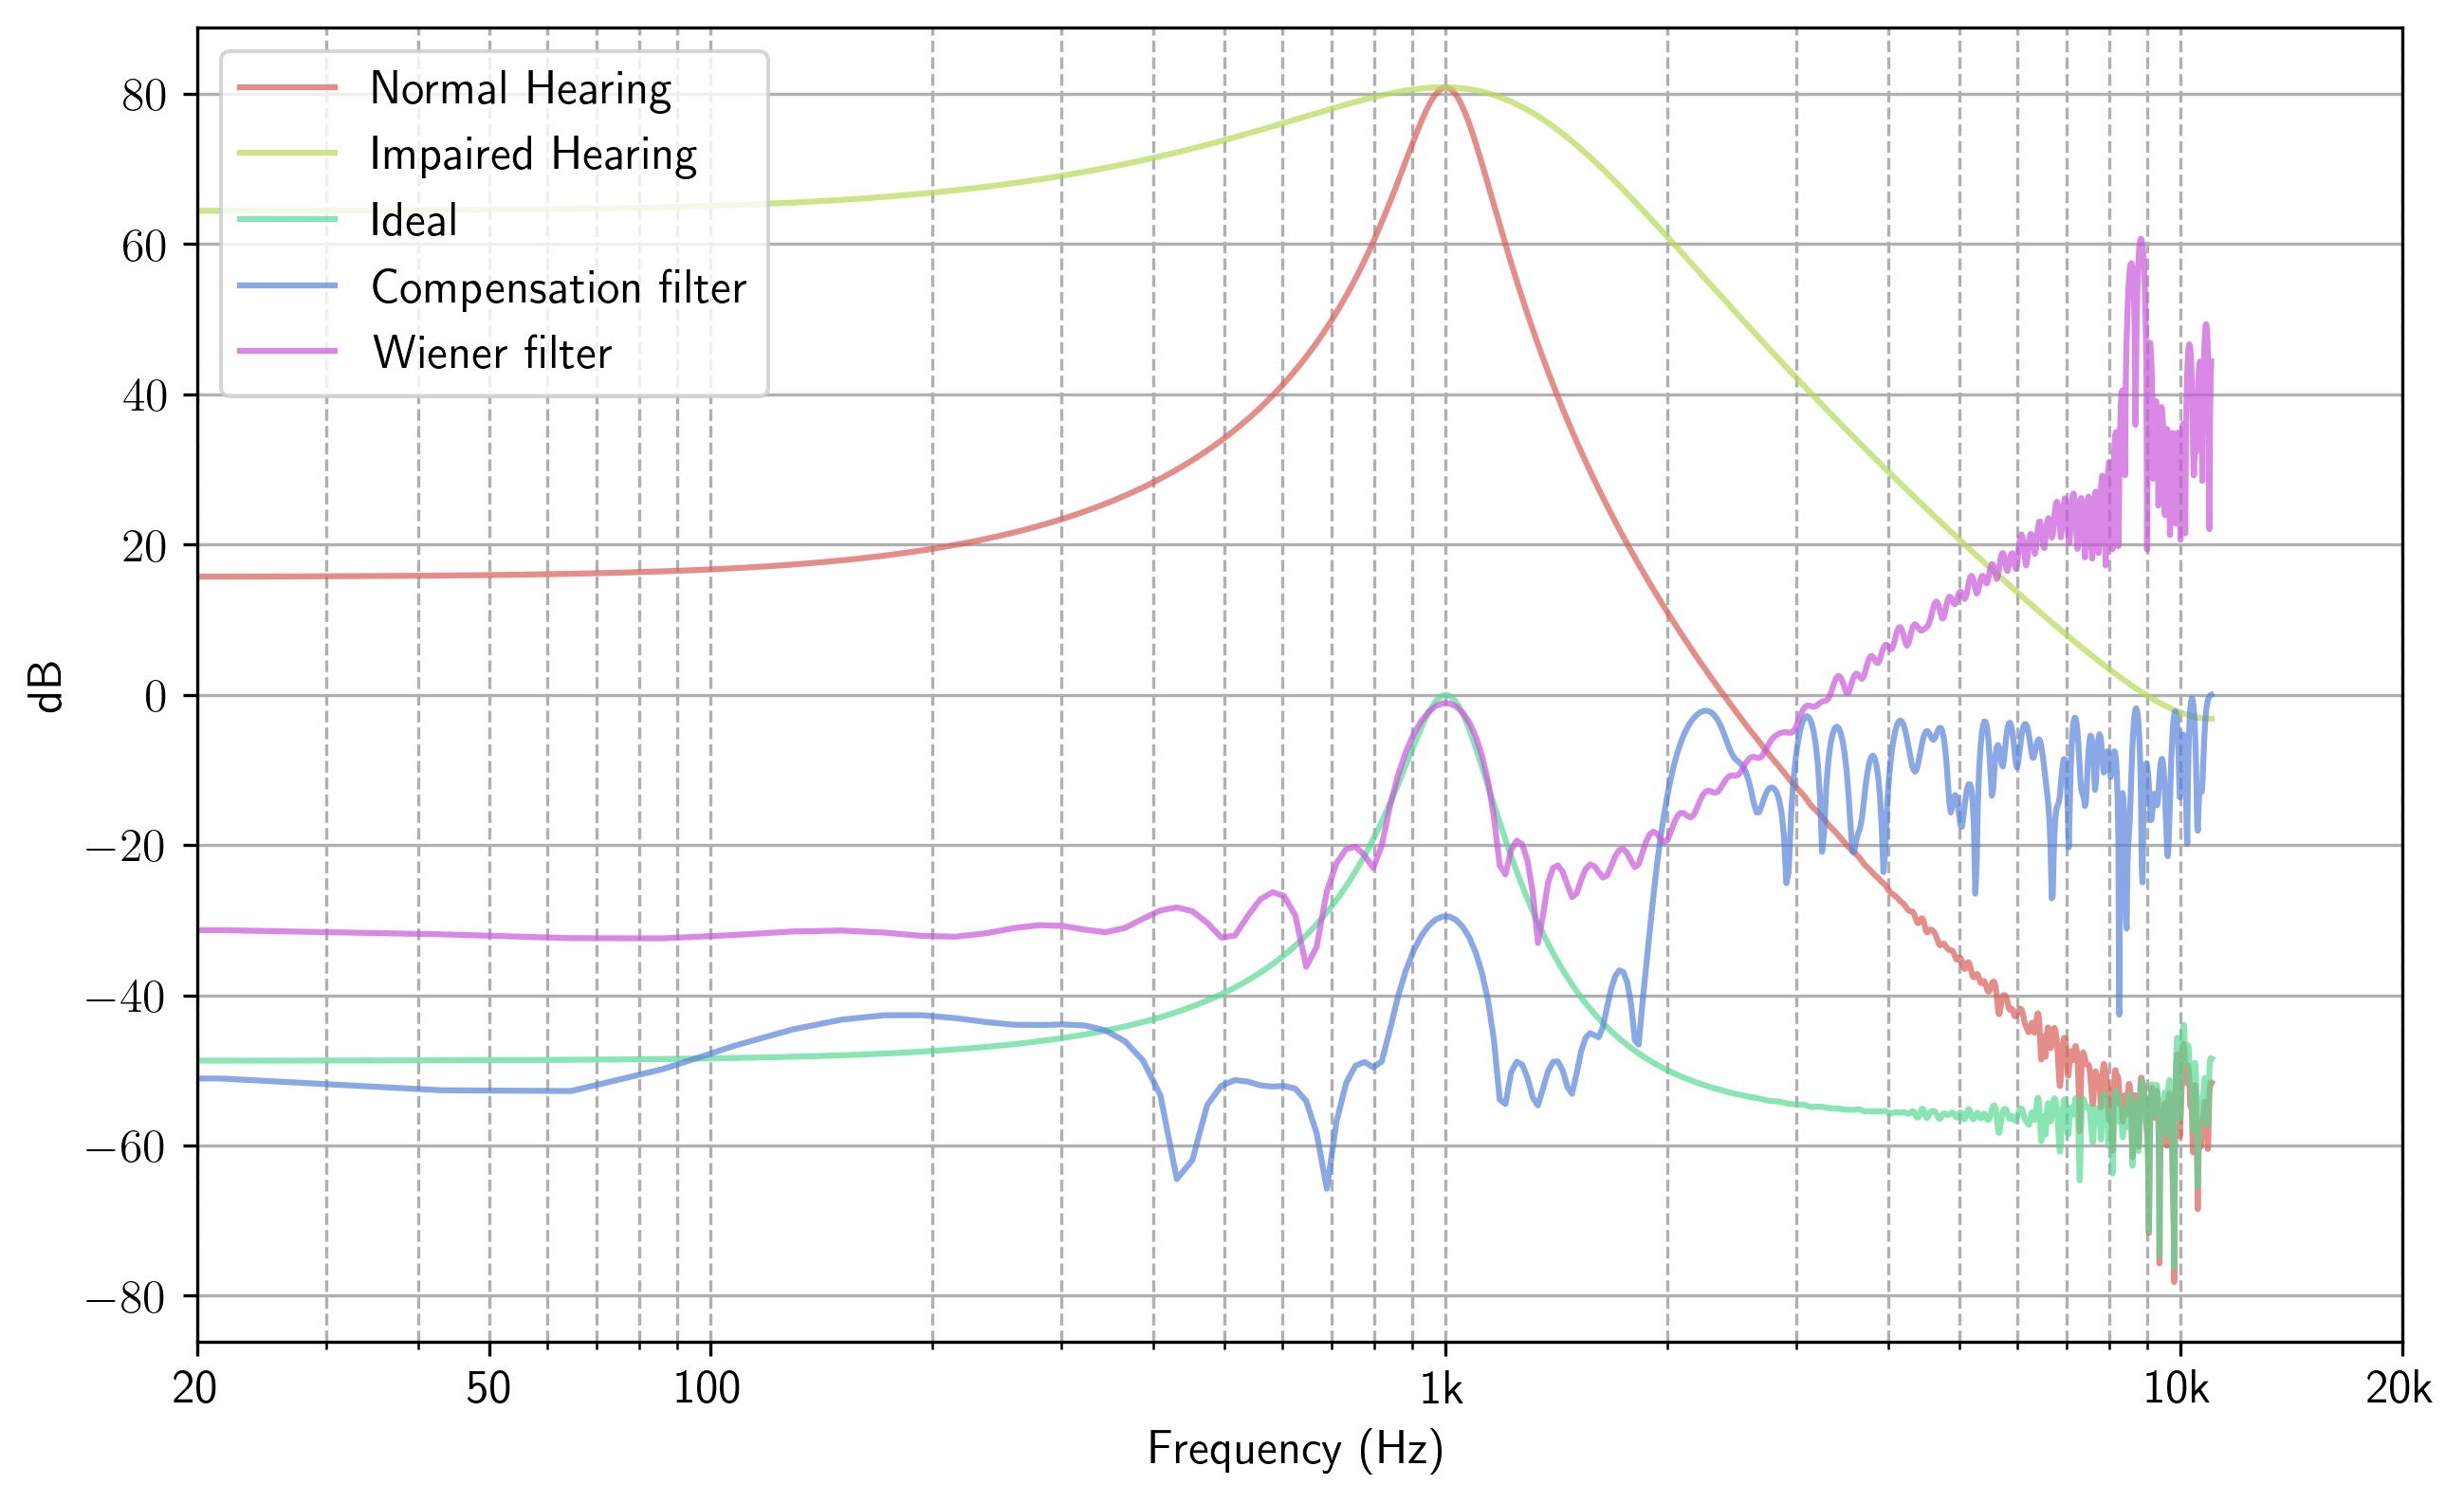 Normal Hearing
Impaired Hearing
Ideal
Compensation filter
Wiener filter
80
60
40
20
0
−20
−40
−60
−80
dB
20 50 100 1k 10k 20k
Frequency (Hz)